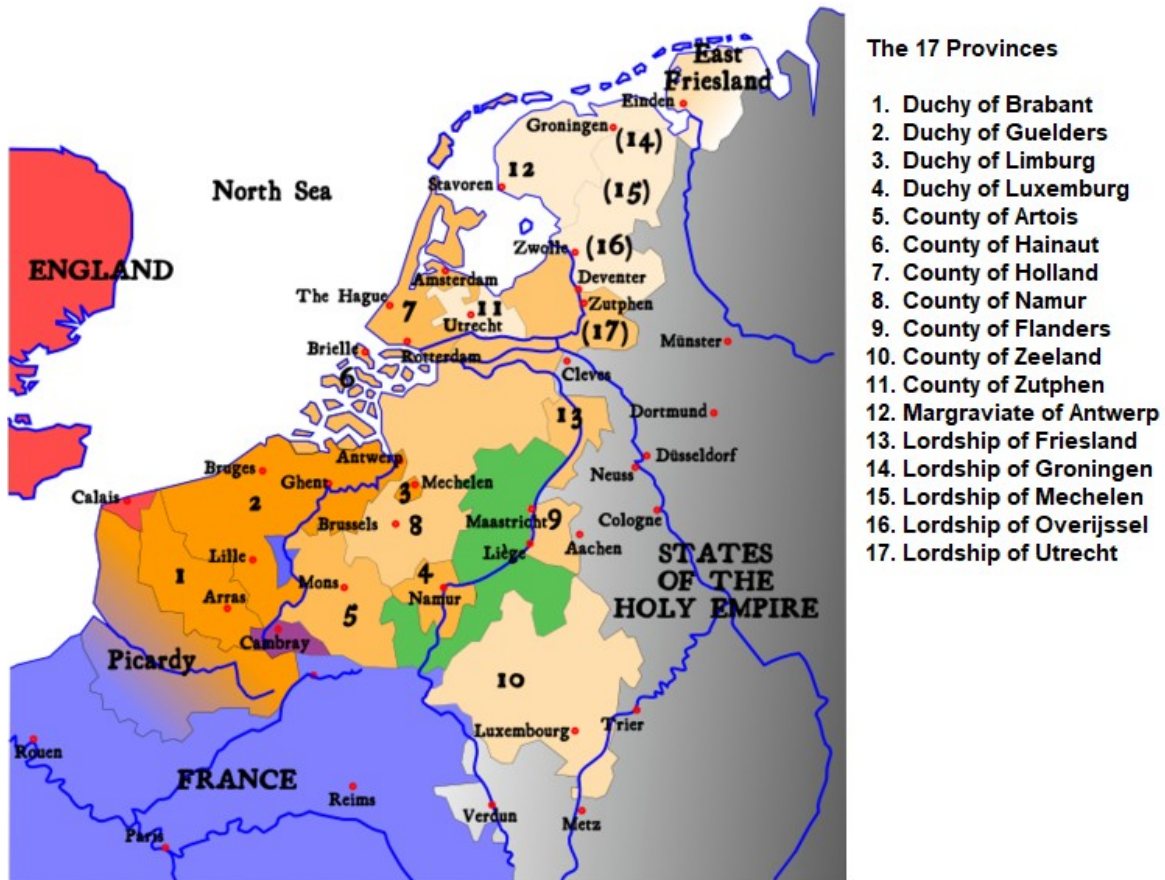 East
Friesland
Einden
Groningen
(14)
12
North Sea
Stavoren
(15)
Zwolle
(16)
ENGLAND
Amsterdam
Deventer
The Hague
7
11
Zutphen
Utrecht
(17)
Münster
Brielle
Rotterdam
6
Cleves
13
Dortmund
Antwerp
Bruges
Düsseldorf
Ghent
3
Mechelen
Neuss
Calais
2
Brussels
8
Maastricht
9
Cologne
Liège
Aachen
Lille
STATES
OF THE
HOLY EMPIRE
1
Mons
4
Namur
Arras
5
Cambray
Picardy
10
Luxembourg
Trier
Rouen
FRANCE
Reims
Verdun
Metz
Paris
The 17 Provinces
1. Duchy of Brabant
2. Duchy of Guelders
3. Duchy of Limburg
4. Duchy of Luxemburg
5. County of Artois
6. County of Hainaut
7. County of Holland
8. County of Namur
9. County of Flanders
10. County of Zeeland
11. County of Zutphen
12. Margraviate of Antwerp
13. Lordship of Friesland
14. Lordship of Groningen
15. Lordship of Mechelen
16. Lordship of Overijssel
17. Lordship of Utrecht